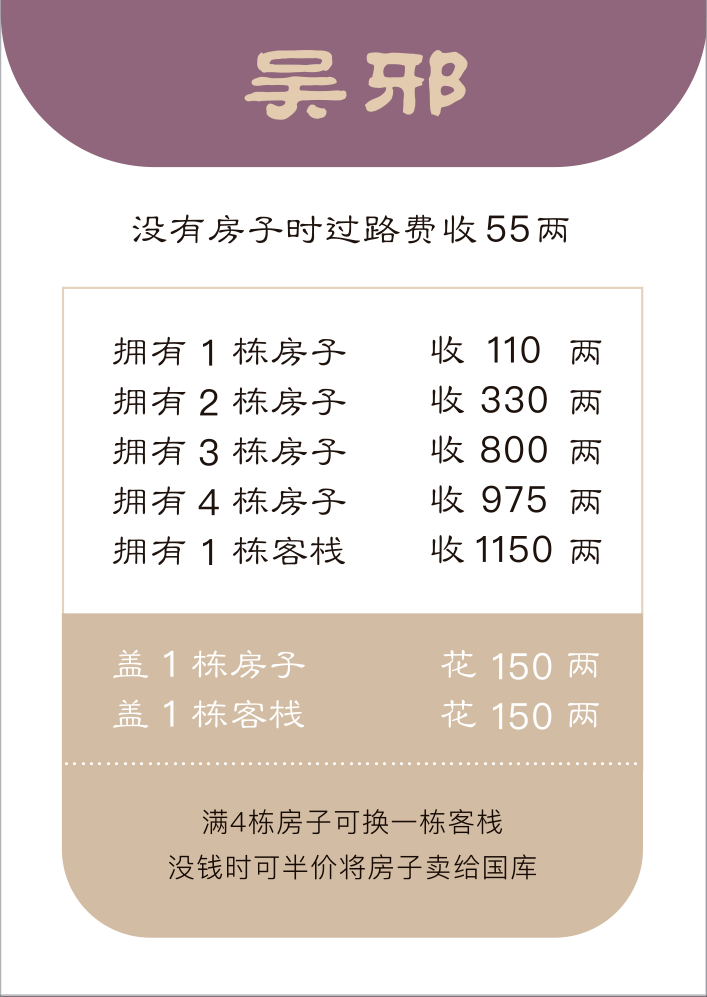 吴邪
没有房子时过路费收55两
拥有 1 栋房子 收 110 两
拥有 2 栋房子 收 330 两
拥有 3 栋房子 收 800 两
拥有 4 栋房子 收 975 两
拥有 1 栋客栈 收 1150 两
盖 1 栋房子 花 150 两
盖 1 栋客栈 花 150 两
满4栋房子可换一栋客栈
没钱时可半价将房子卖给国库